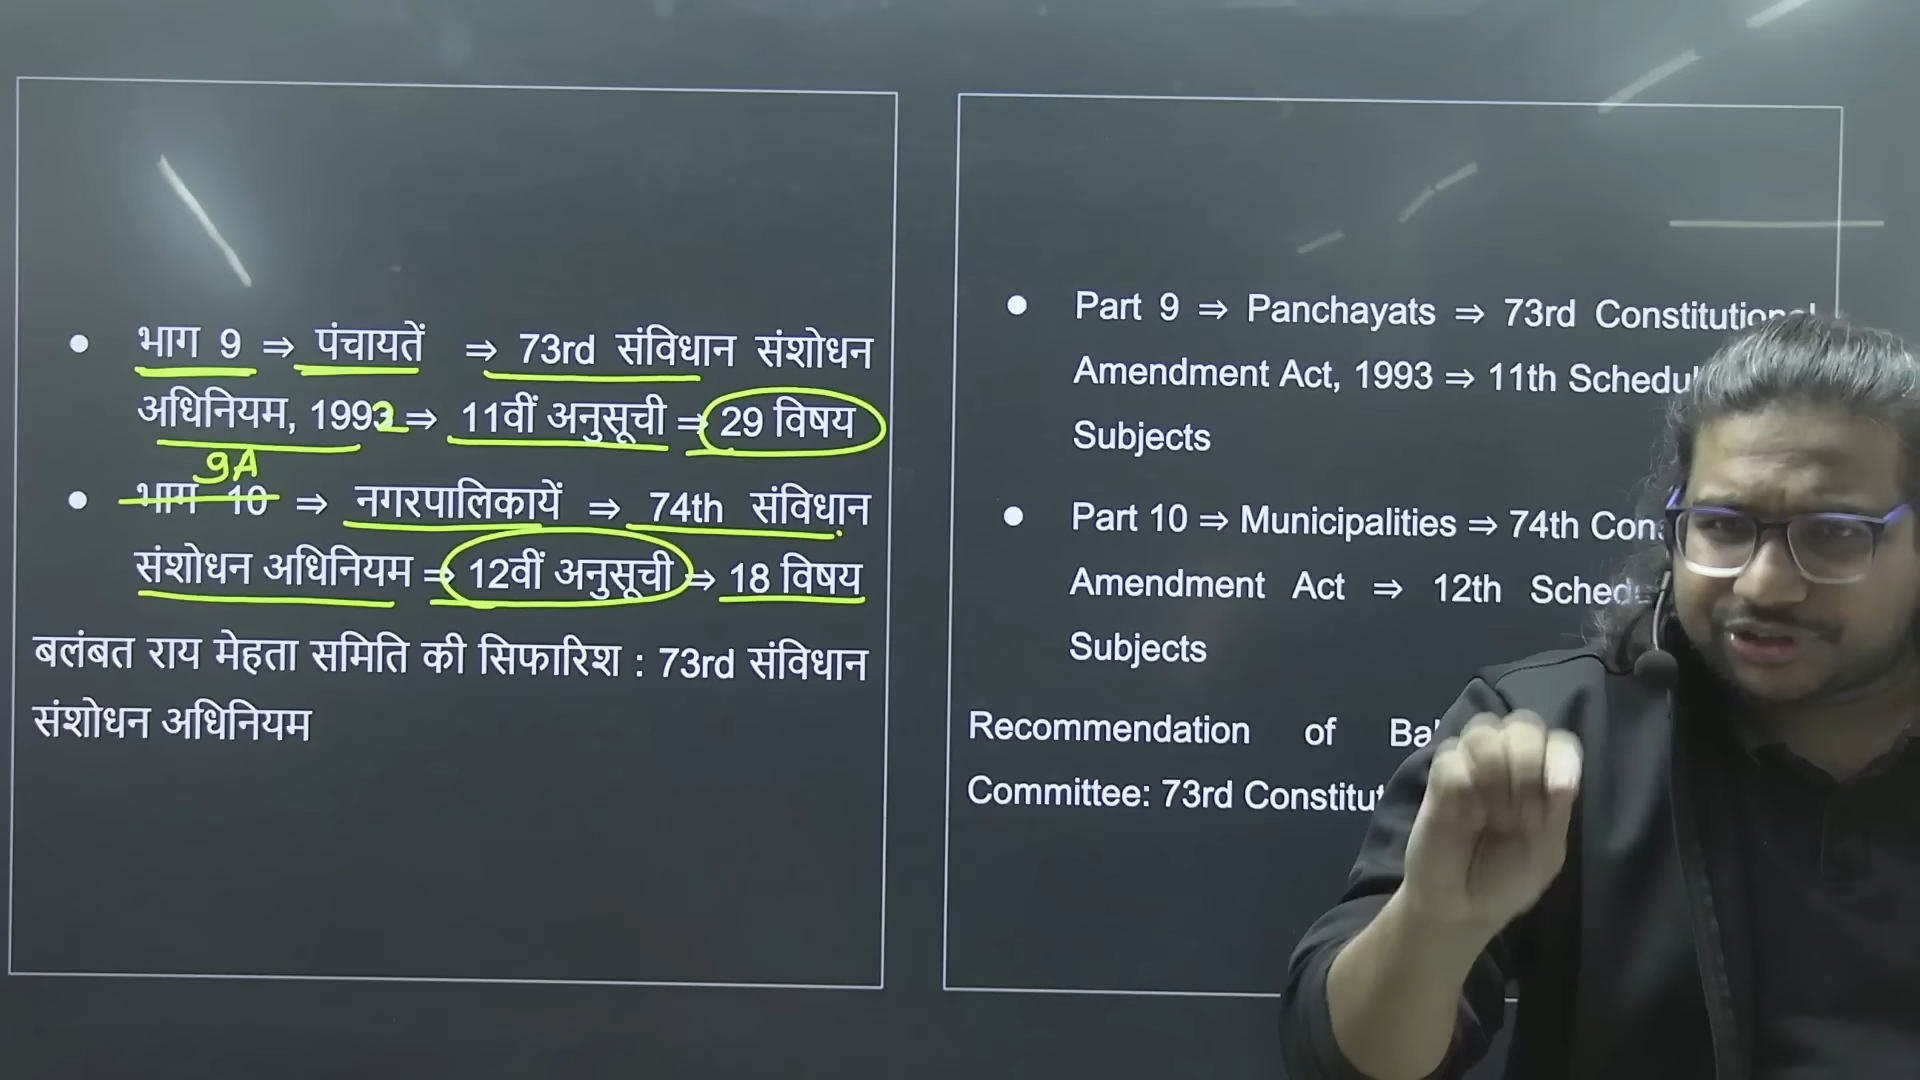 भाग 9 ⇒ पंचायतें ⇒ 73rd संविधान संशोधन
अधिनियम, 1992 ⇒ 11वीं अनुसूची ⇒ 29 विषय
9A
भाग 10 ⇒ नगरपालिकायें ⇒ 74th संविधान
संशोधन अधिनियम ⇒ 12वीं अनुसूची ⇒ 18 विषय
बलंबत राय मेहता समिति की सिफारिश : 73rd संविधान
संशोधन अधिनियम
Part 9 ⇒ Panchayats ⇒ 73rd Constitutional
Amendment Act, 1993 ⇒ 11th
Subjects
Part 10 ⇒ Municipalities ⇒ 74th
Amendment Act ⇒ 12th
Subjects
Recommendation of
Committee: 73rd